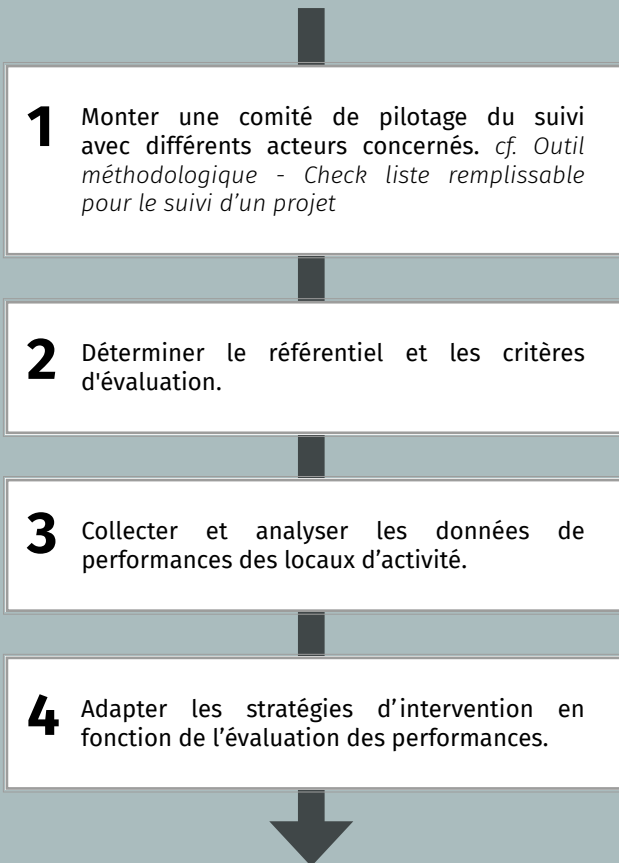 1 Monter une comité de pilotage du suivi
avec différents acteurs concernés. cf. Outil
méthodologique - Check liste remplissable
pour le suivi d’un projet
2 Déterminer le référentiel et les critères
d'évaluation.
3 Collecter et analyser les données de
performances des locaux d’activité.
4 Adapter les stratégies d’intervention en
fonction de l’évaluation des performances.